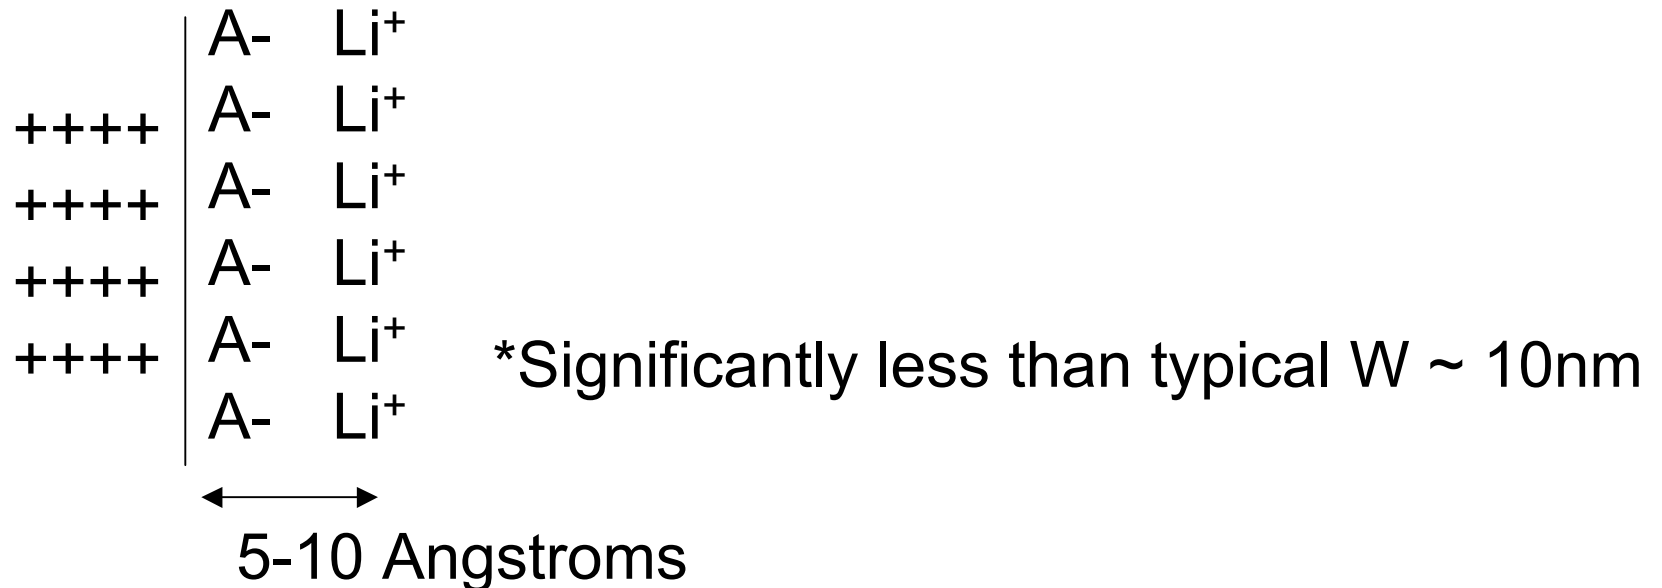 A- Li⁺
++++ A- Li⁺
++++ A- Li⁺
++++ A- Li⁺
++++ A- Li⁺ *Significantly less than typical W ~ 10nm
A- Li⁺
5-10 Angstroms